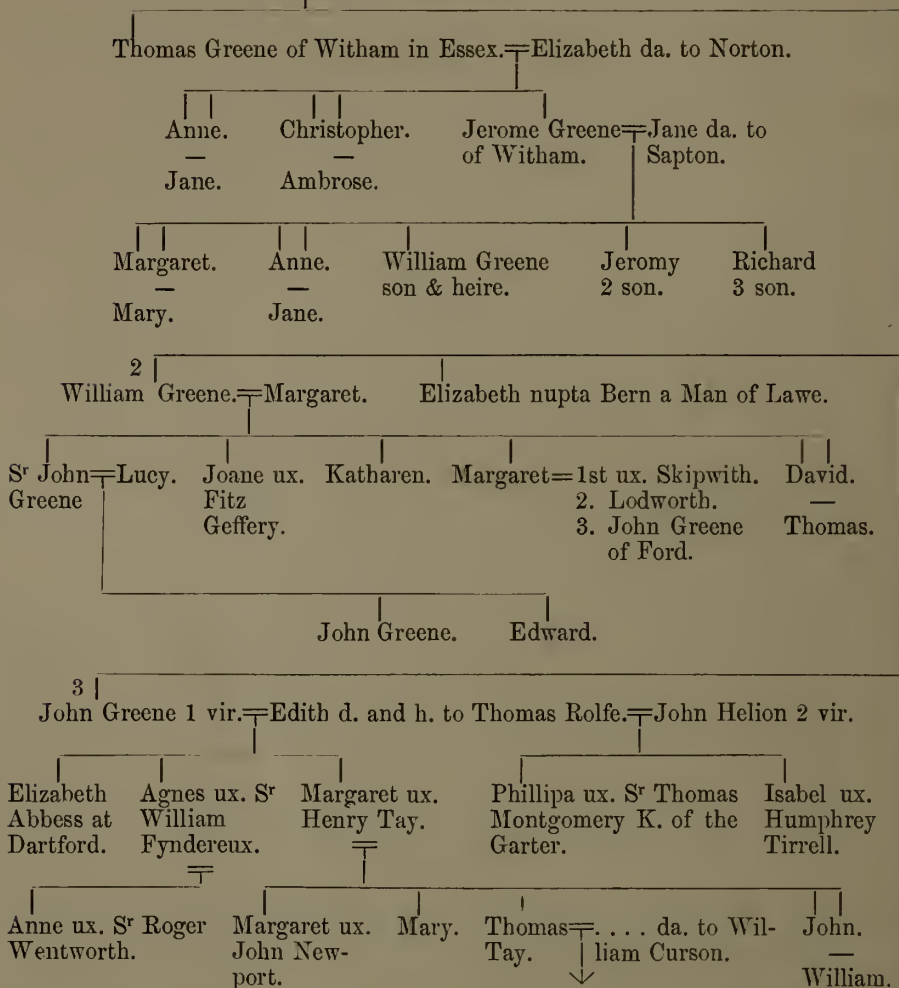 Thomas Greene of Witham in Essex.=Elizabeth da. to Norton.
Anne. Christopher. Jerome Greene=Jane da. to
— — of Witham. Sapton.
Jane. Ambrose.
Margaret. Anne. William Greene Jeromy Richard
— — son & heire. 2 son. 3 son.
Mary. Jane.
2
William Greene.=Margaret. Elizabeth nupta Bern a Man of Lawe.
Sʳ John=Lucy. Joane ux. Katharen. Margaret=1st ux. Skipwith. David.
Greene Fitz 2. Lodworth. —
Geffery. 3. John Greene Thomas.
of Ford.
John Greene. Edward.
3
John Greene 1 vir.=Edith d. and h. to Thomas Rolfe.=John Helion 2 vir.
Elizabeth Agnes ux. Sʳ Margaret ux. Phillipa ux. Sʳ Thomas Isabel ux.
Abbess at William Henry Tay. Montgomery K. of the Humphrey
Dartford. Fyndereux. Garter. Tirrell.
Anne ux. Sʳ Roger Margaret ux. Mary. Thomas=. . . . da. to Wil- John.
Wentworth. John New- Tay. liam Curson. —
port. William.